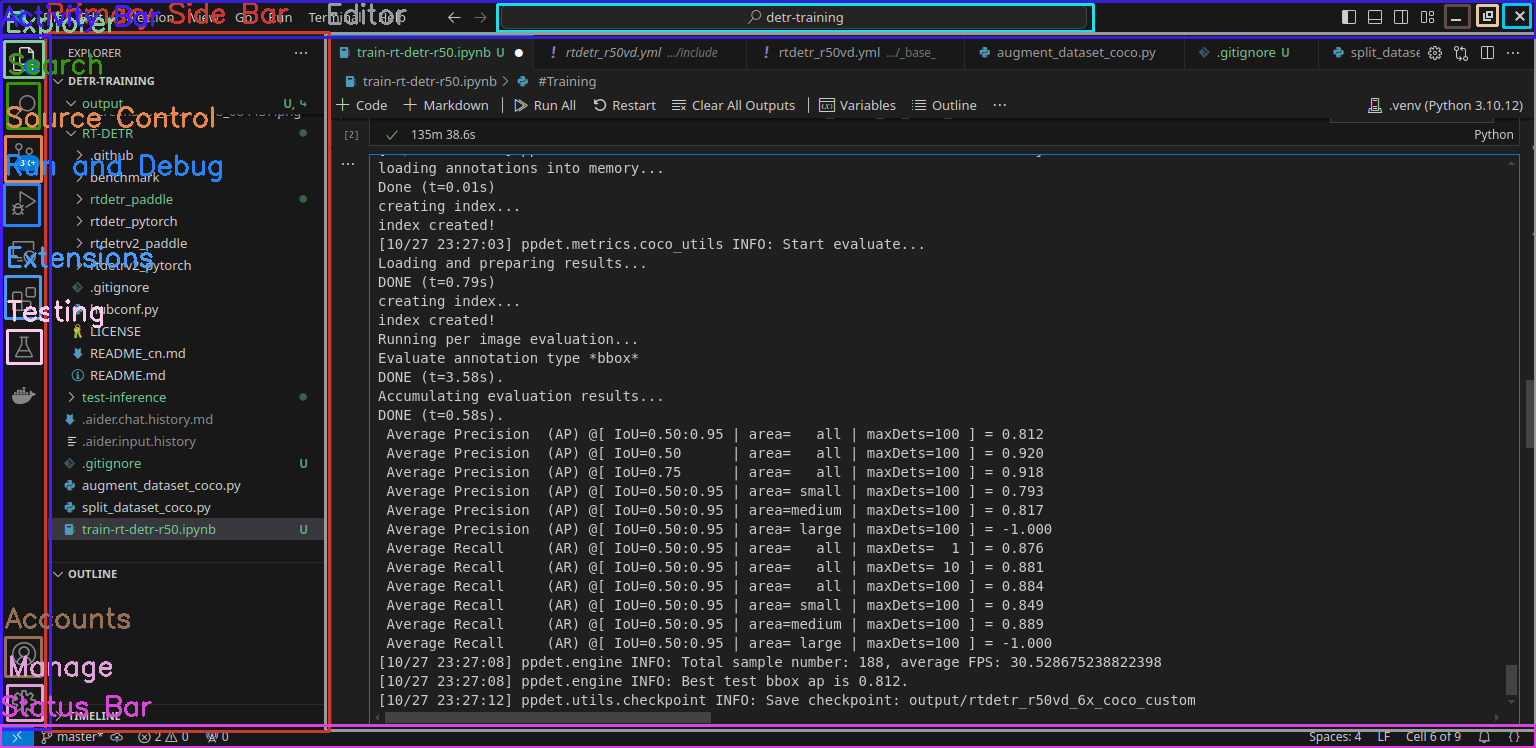 Activity Bar
Primary Side Bar
Editor
Go Run Terminal Help
detr-training
Explorer
EXPLORER
train-rt-detr-r50.ipynb U
rtdetr_r50vd.yml .../include
rtdetr_r50vd.yml .../_base_
augment_dataset_coco.py
.gitignore U
split_datase
Search
DETR-TRAINING
train-rt-detr-r50.ipynb > #Training
output U,
Code
Markdown
Run All
Restart
Clear All Outputs
Variables
Outline
.venv (Python 3.10.12)
Source Control
RT-DETR
[2]
135m 38.6s
Python
.github
Run and Debug
benchmark
rtdetr_paddle
rtdetr_pytorch
rtdetrv2_paddle
Extensions
rtdetrv2_pytorch
.gitignore
Testing
hubconf.py
LICENSE
README_cn.md
README.md
test-inference
.aider.chat.history.md
.aider.input.history
.gitignore U
augment_dataset_coco.py
split_dataset_coco.py
train-rt-detr-r50.ipynb U
OUTLINE
Accounts
Manage
Status Bar
TIMELINE
loading annotations into memory...
Done (t=0.01s)
creating index...
index created!
[10/27 23:27:03] ppdet.metrics.coco_utils INFO: Start evaluate...
Loading and preparing results...
DONE (t=0.79s)
creating index...
index created!
Running per image evaluation...
Evaluate annotation type *bbox*
DONE (t=3.58s).
Accumulating evaluation results...
DONE (t=0.58s).
Average Precision (AP) @[ IoU=0.50:0.95 | area= all | maxDets=100 ] = 0.812
Average Precision (AP) @[ IoU=0.50 | area= all | maxDets=100 ] = 0.920
Average Precision (AP) @[ IoU=0.75 | area= all | maxDets=100 ] = 0.918
Average Precision (AP) @[ IoU=0.50:0.95 | area= small | maxDets=100 ] = 0.793
Average Precision (AP) @[ IoU=0.50:0.95 | area=medium | maxDets=100 ] = 0.817
Average Precision (AP) @[ IoU=0.50:0.95 | area= large | maxDets=100 ] = -1.000
Average Recall (AR) @[ IoU=0.50:0.95 | area= all | maxDets= 1 ] = 0.876
Average Recall (AR) @[ IoU=0.50:0.95 | area= all | maxDets= 10 ] = 0.881
Average Recall (AR) @[ IoU=0.50:0.95 | area= all | maxDets=100 ] = 0.884
Average Recall (AR) @[ IoU=0.50:0.95 | area= small | maxDets=100 ] = 0.849
Average Recall (AR) @[ IoU=0.50:0.95 | area=medium | maxDets=100 ] = 0.889
Average Recall (AR) @[ IoU=0.50:0.95 | area= large | maxDets=100 ] = -1.000
[10/27 23:27:08] ppdet.engine INFO: Total sample number: 188, average FPS: 30.528675238822398
[10/27 23:27:08] ppdet.engine INFO: Best test bbox ap is 0.812.
[10/27 23:27:12] ppdet.utils.checkpoint INFO: Save checkpoint: output/rtdetr_r50vd_6x_coco_custom
master*
2
0
0
Spaces: 4
LF
Cell 6 of 9